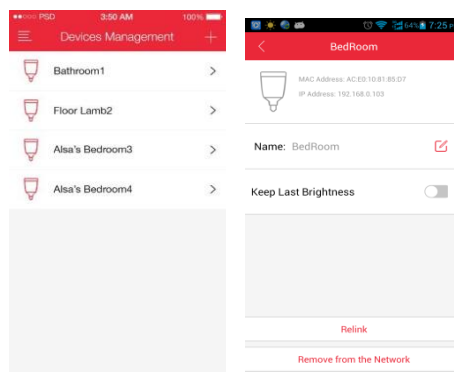 PSD 3:50 AM 100%
Devices Management
Bathroom1
Floor Lamb2
Alsa's Bedroom3
Alsa's Bedroom4
64% 7:25 P
BedRoom
MAC Address: AC:E0:10:81:85:D7
IP Address: 192.168.0.103
Name: BedRoom
Keep Last Brightness
Relink
Remove from the Network